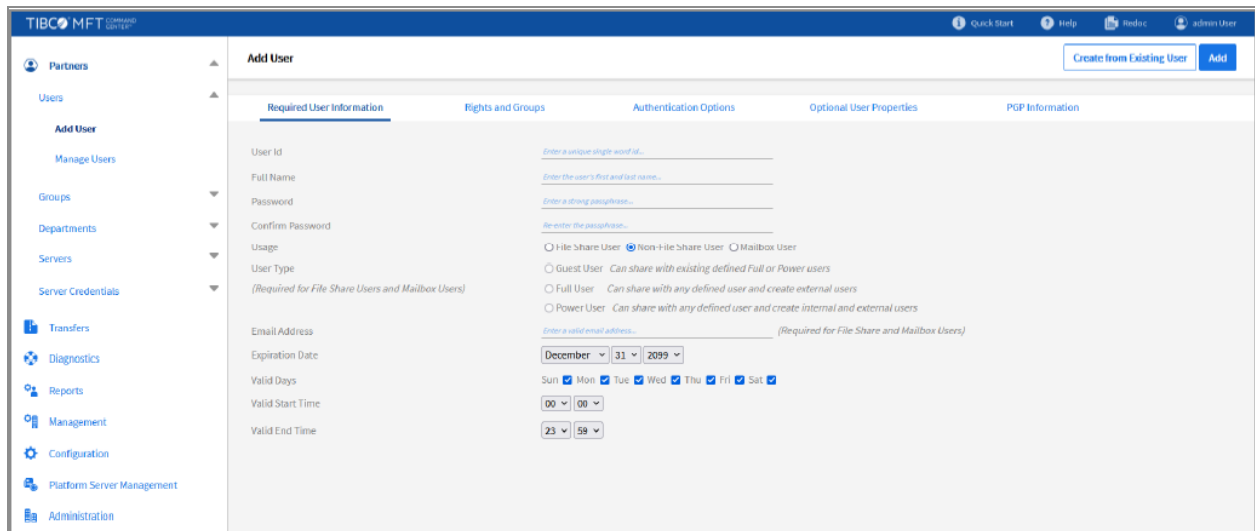 TIBCO MFT COMMAND CENTER
Quick Start Help Redoc admin User
Partners
Users
Add User
Manage Users
Groups
Departments
Servers
Server Credentials
Transfers
Diagnostics
Reports
Management
Configuration
Platform Server Management
Administration
Add User
Create from Existing User Add
Required User Information Rights and Groups Authentication Options Optional User Properties PGP Information
User Id Enter a unique single word id...
Full Name Enter the user's first and last name...
Password Enter a strong passphrase...
Confirm Password Re-enter the passphrase...
Usage File Share User Non-File Share User Mailbox User
User Type Guest User Can share with existing defined Full or Power users
(Required for File Share Users and Mailbox Users) Full User Can share with any defined user and create external users
Power User Can share with any defined user and create internal and external users
Email Address Enter a valid email address... (Required for File Share and Mailbox Users)
Expiration Date December 31 2099
Valid Days Sun Mon Tue Wed Thu Fri Sat
Valid Start Time 00 00
Valid End Time 23 59